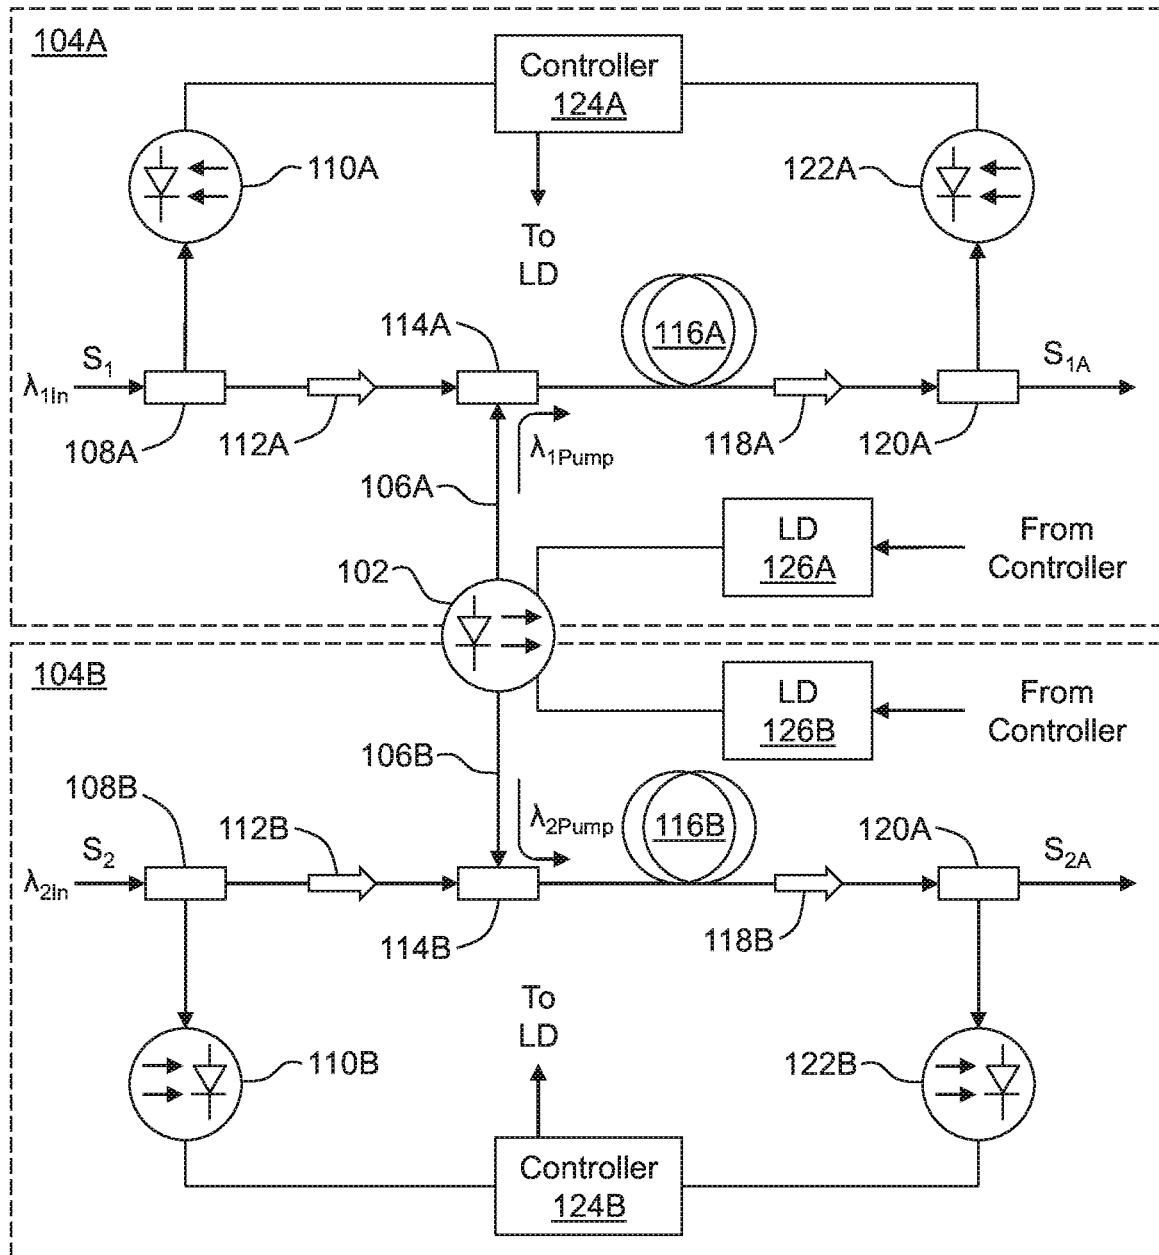 104A
Controller
124A
110A
122A
To
LD
114A
116A
S1
S1A
λ1In
108A
112A
λ1Pump
118A
120A
106A
LD
126A
From
Controller
102
104B
LD
126B
From
Controller
106B
108B
112B
λ2Pump
116B
120A
S2
S2A
λ2In
114B
118B
To
LD
110B
122B
Controller
124B